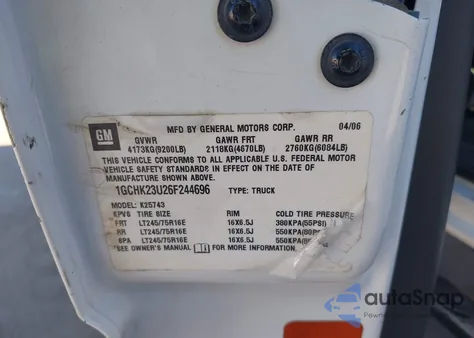 MFD BY GENERAL MOTORS CORP. 04/06
GM
GVWR GAWR FRT GAWR RR
4173KG(9200LB) 2118KG(4670LB) 2760KG(6084LB)
THIS VEHICLE CONFORMS TO ALL APPLICABLE U.S. FEDERAL MOTOR
VEHICLE SAFETY STANDARDS IN EFFECT ON THE DATE OF
MANUFACTURE SHOWN ABOVE.
1GCHK23U26F244696 TYPE: TRUCK
MODEL: K25743
TIRE SIZE RIM COLD TIRE PRESSURE
FRT LT245/75R16E 16X6.5J 380KPA(55PSI)
RR LT245/75R16E 16X6.5J 550KPA(80PSI)
SPA LT245/75R16E 16X6.5J 550KPA
SEE OWNER'S MANUAL FOR MORE INFORMATION.
autoSnap